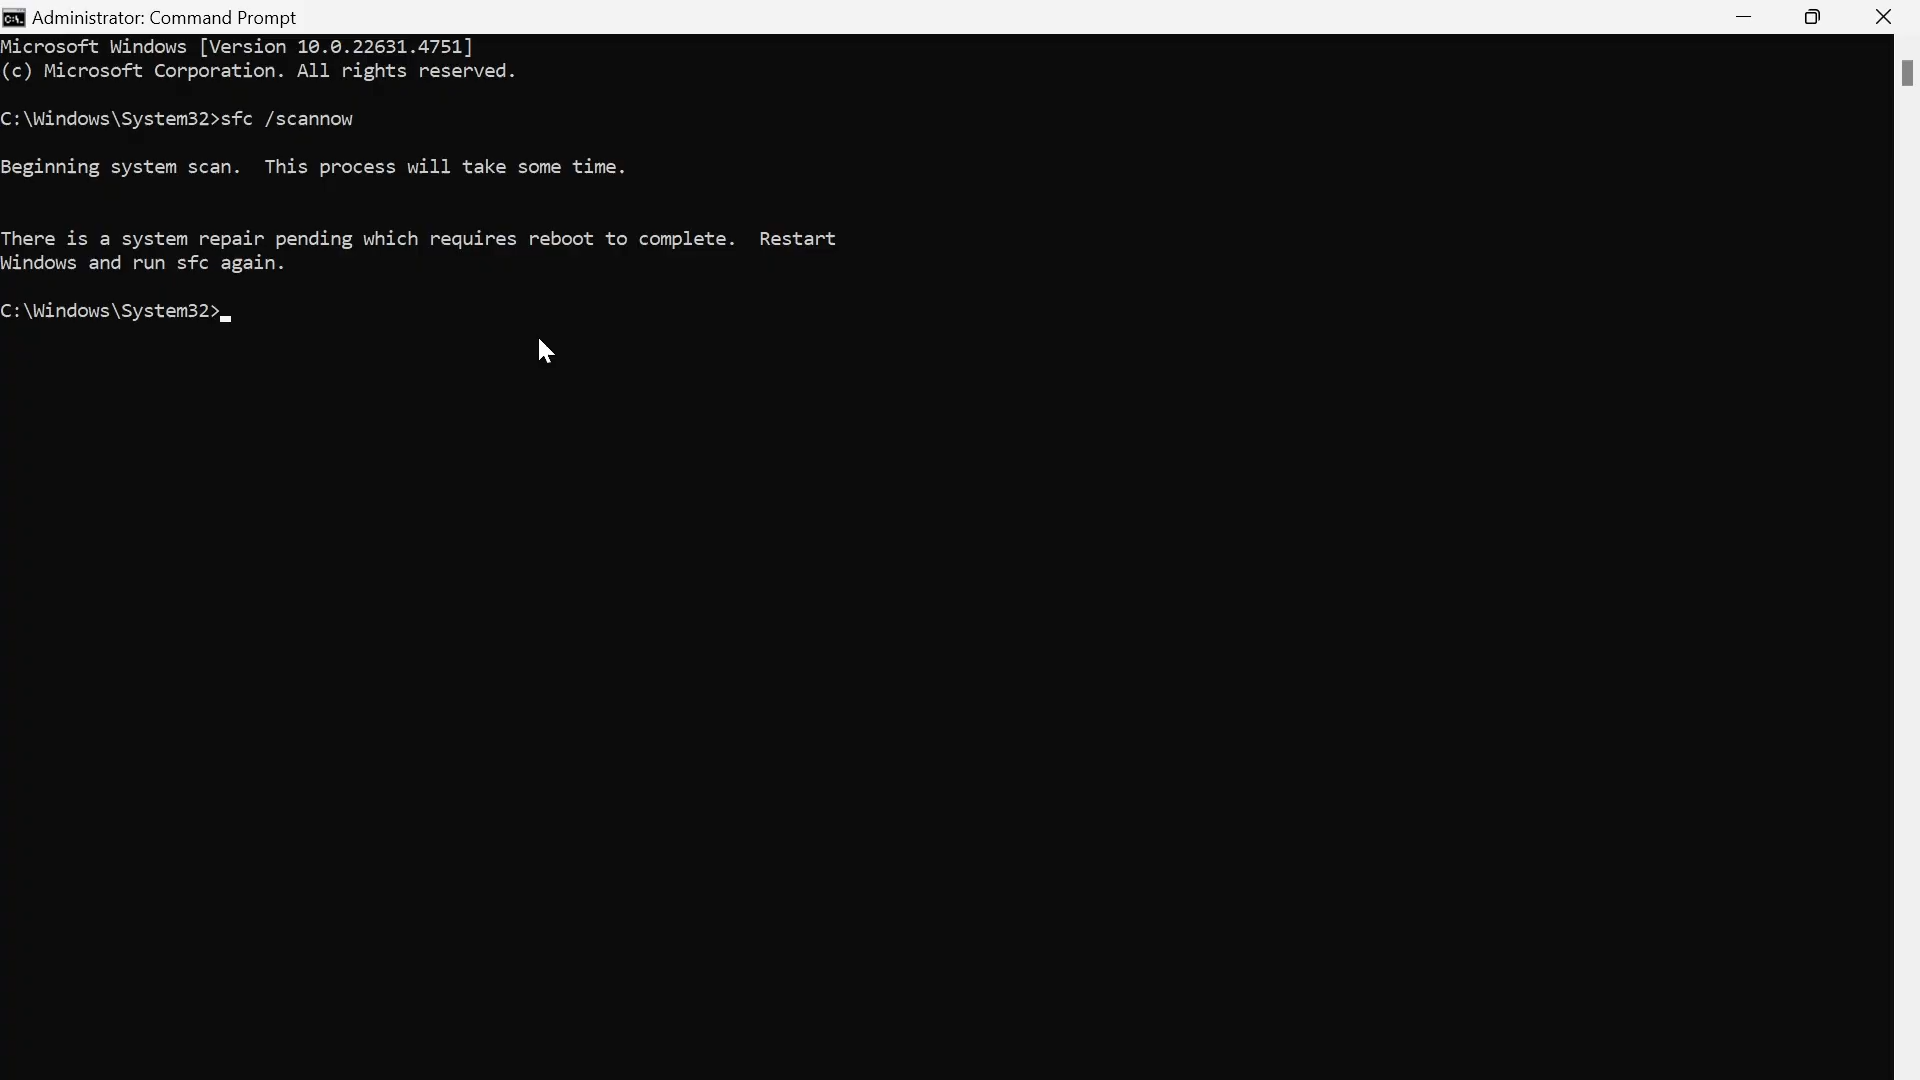 Administrator: Command Prompt
Microsoft Windows [Version 10.0.22631.4751]
(c) Microsoft Corporation. All rights reserved.
C:\Windows\System32>sfc /scannow
Beginning system scan.  This process will take some time.
There is a system repair pending which requires reboot to complete.  Restart
Windows and run sfc again.
C:\Windows\System32>